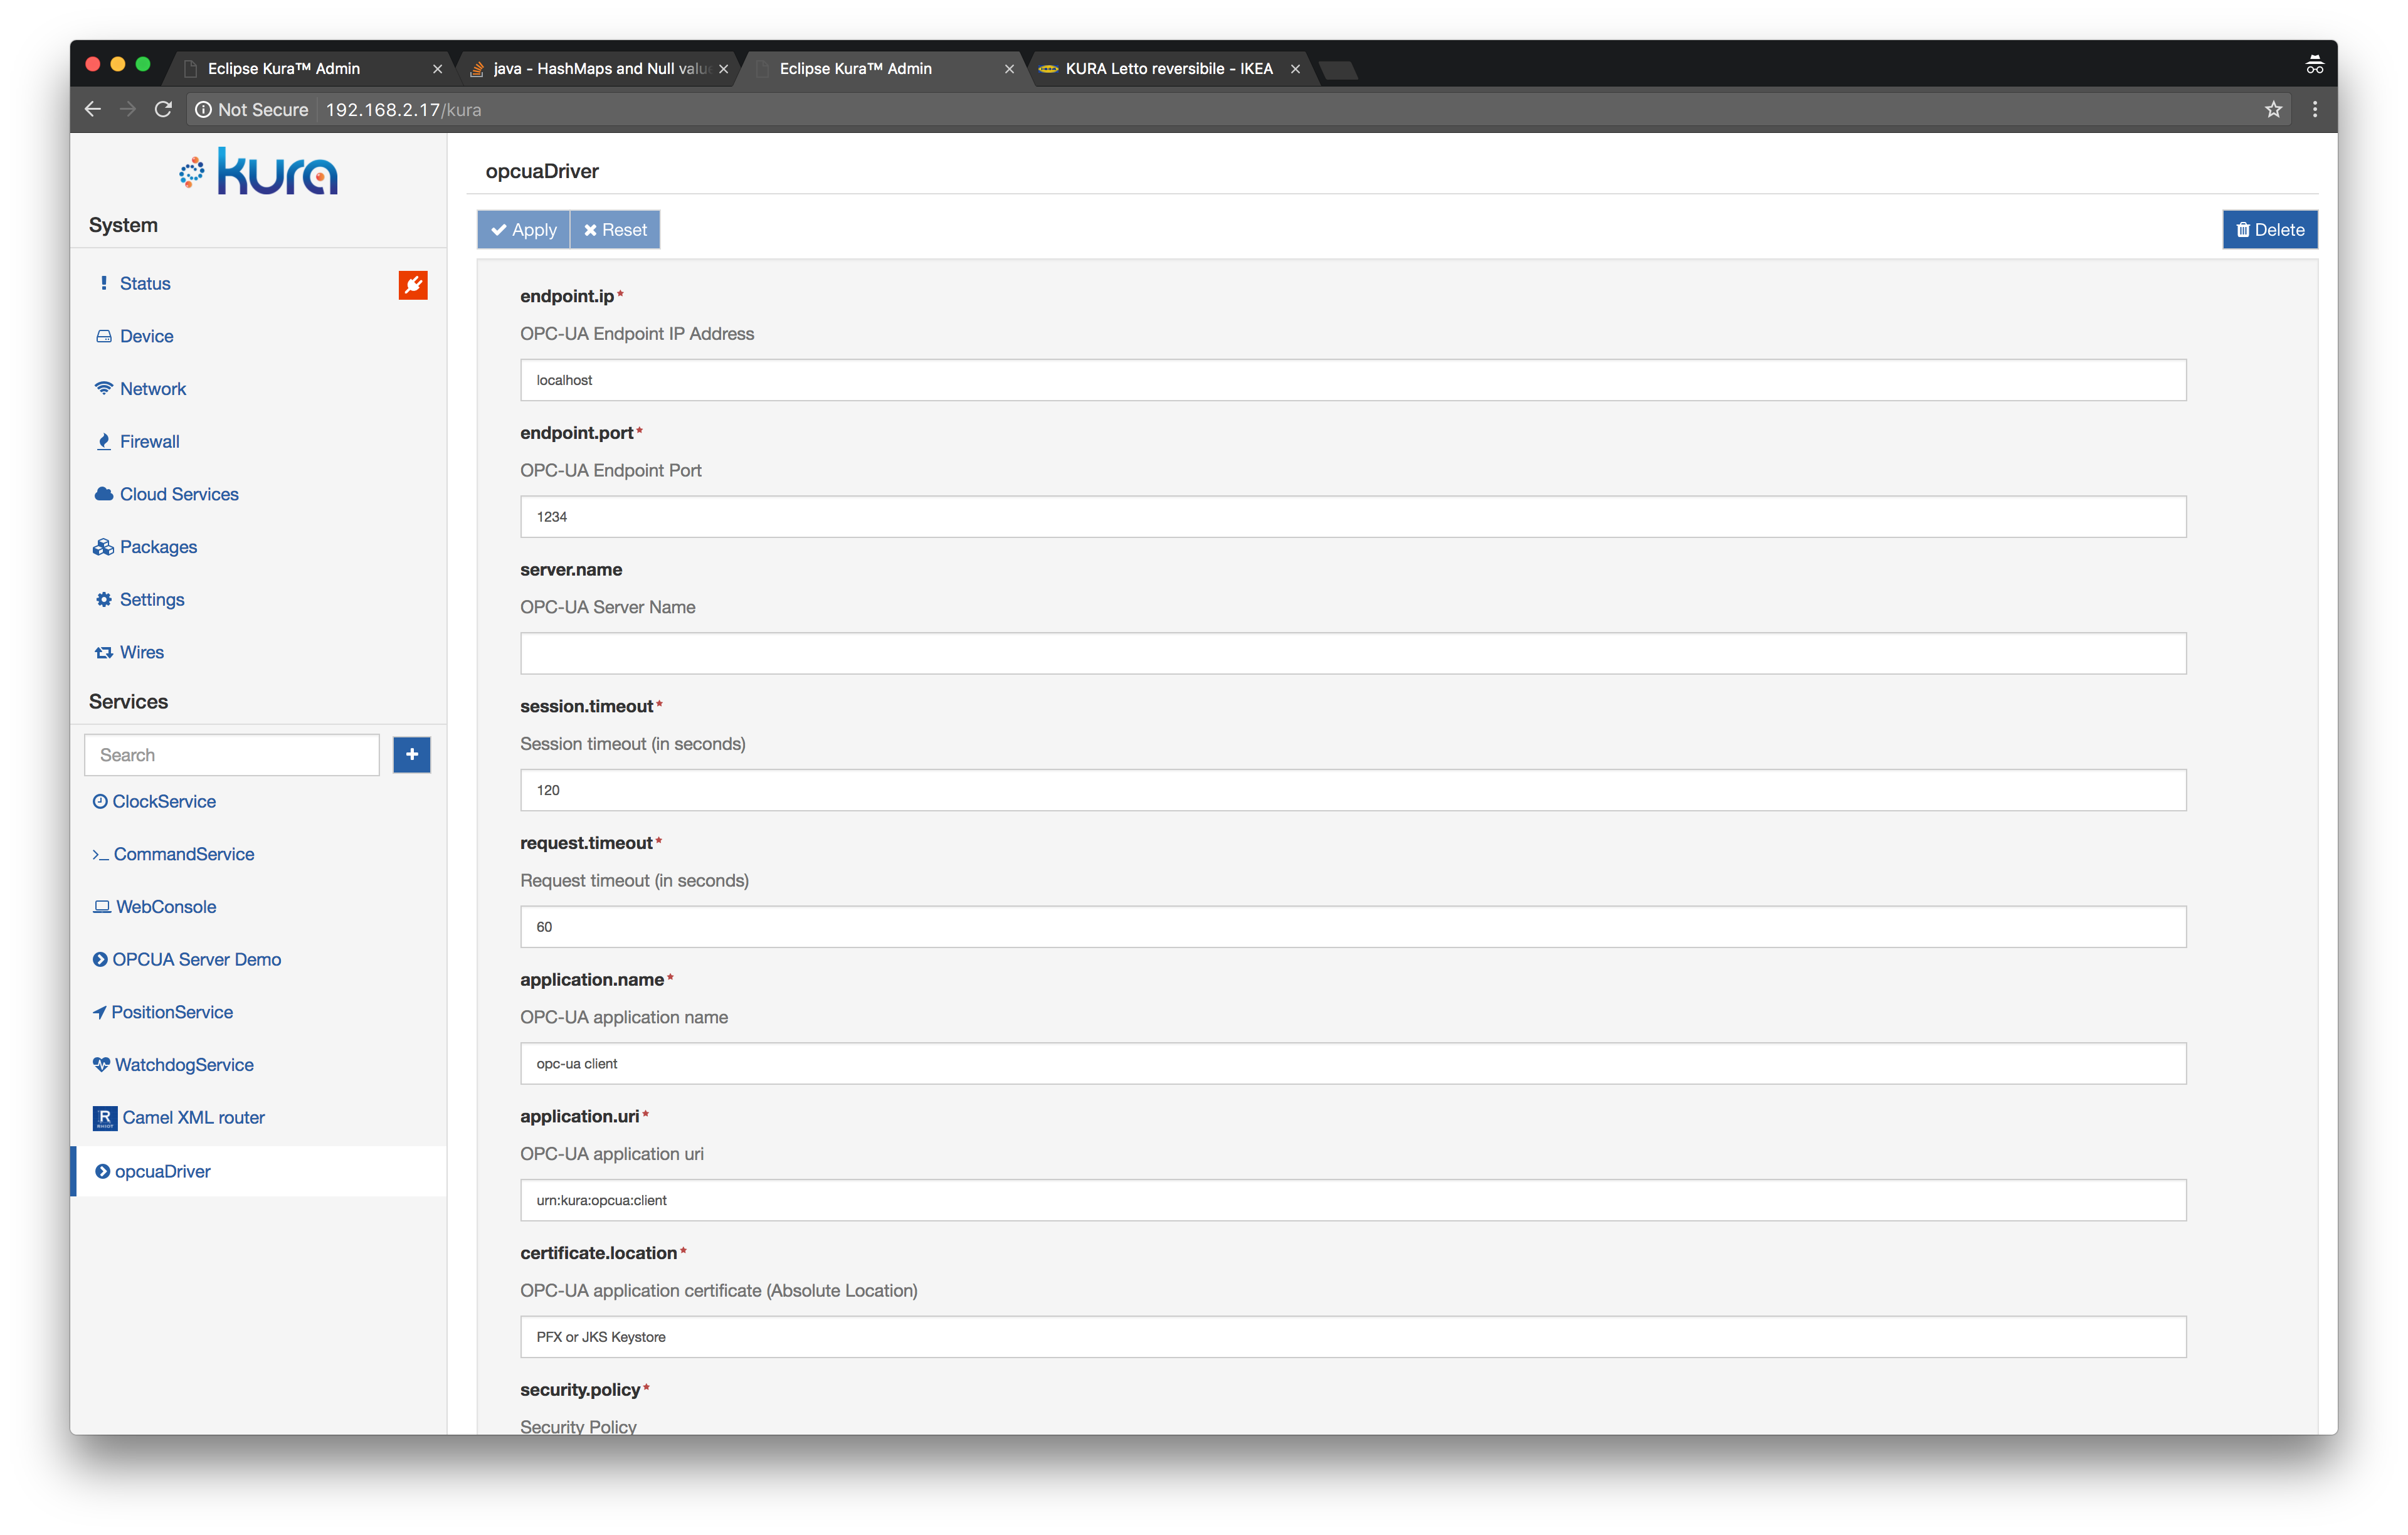 Eclipse Kura™ Admin
java - HashMaps and Null valu
Eclipse Kura™ Admin
KURA Letto reversibile - IKEA
Not Secure
192.168.2.17/kura
kura
System
Status
Device
Network
Firewall
Cloud Services
Packages
Settings
Wires
Services
Search
+
ClockService
CommandService
WebConsole
OPCUA Server Demo
PositionService
WatchdogService
R
Camel XML router
opcuaDriver
opcuaDriver
Apply
Reset
Delete
endpoint.ip *
OPC-UA Endpoint IP Address
localhost
endpoint.port *
OPC-UA Endpoint Port
1234
server.name
OPC-UA Server Name
session.timeout *
Session timeout (in seconds)
120
request.timeout *
Request timeout (in seconds)
60
application.name *
OPC-UA application name
opc-ua client
application.uri *
OPC-UA application uri
urn:kura:opcua:client
certificate.location *
OPC-UA application certificate (Absolute Location)
PFX or JKS Keystore
security.policy *
Security Policy